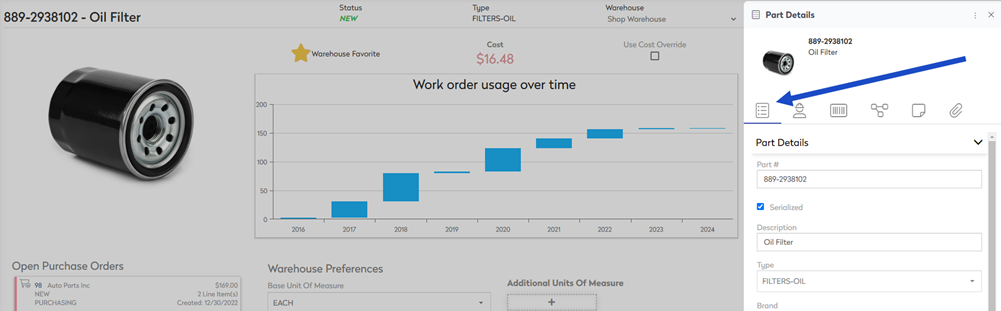 889-2938102 - Oil Filter
Status
NEW
Type
FILTERS-OIL
Warehouse
Shop Warehouse
Warehouse Favorite
Cost
$16.48
Use Cost Override
Work order usage over time
200
150
100
50
0
2016 2017 2018 2019 2020 2021 2022 2023 2024
Open Purchase Orders
98 Auto Parts Inc $169.00
NEW 2 Line Item(s)
PURCHASING Created: 12/30/2022
Warehouse Preferences
Base Unit Of Measure
EACH
Additional Units Of Measure
+
Part Details
889-2938102
Oil Filter
Part Details
Part #
889-2938102
Serialized
Description
Oil Filter
Type
FILTERS-OIL
Brand